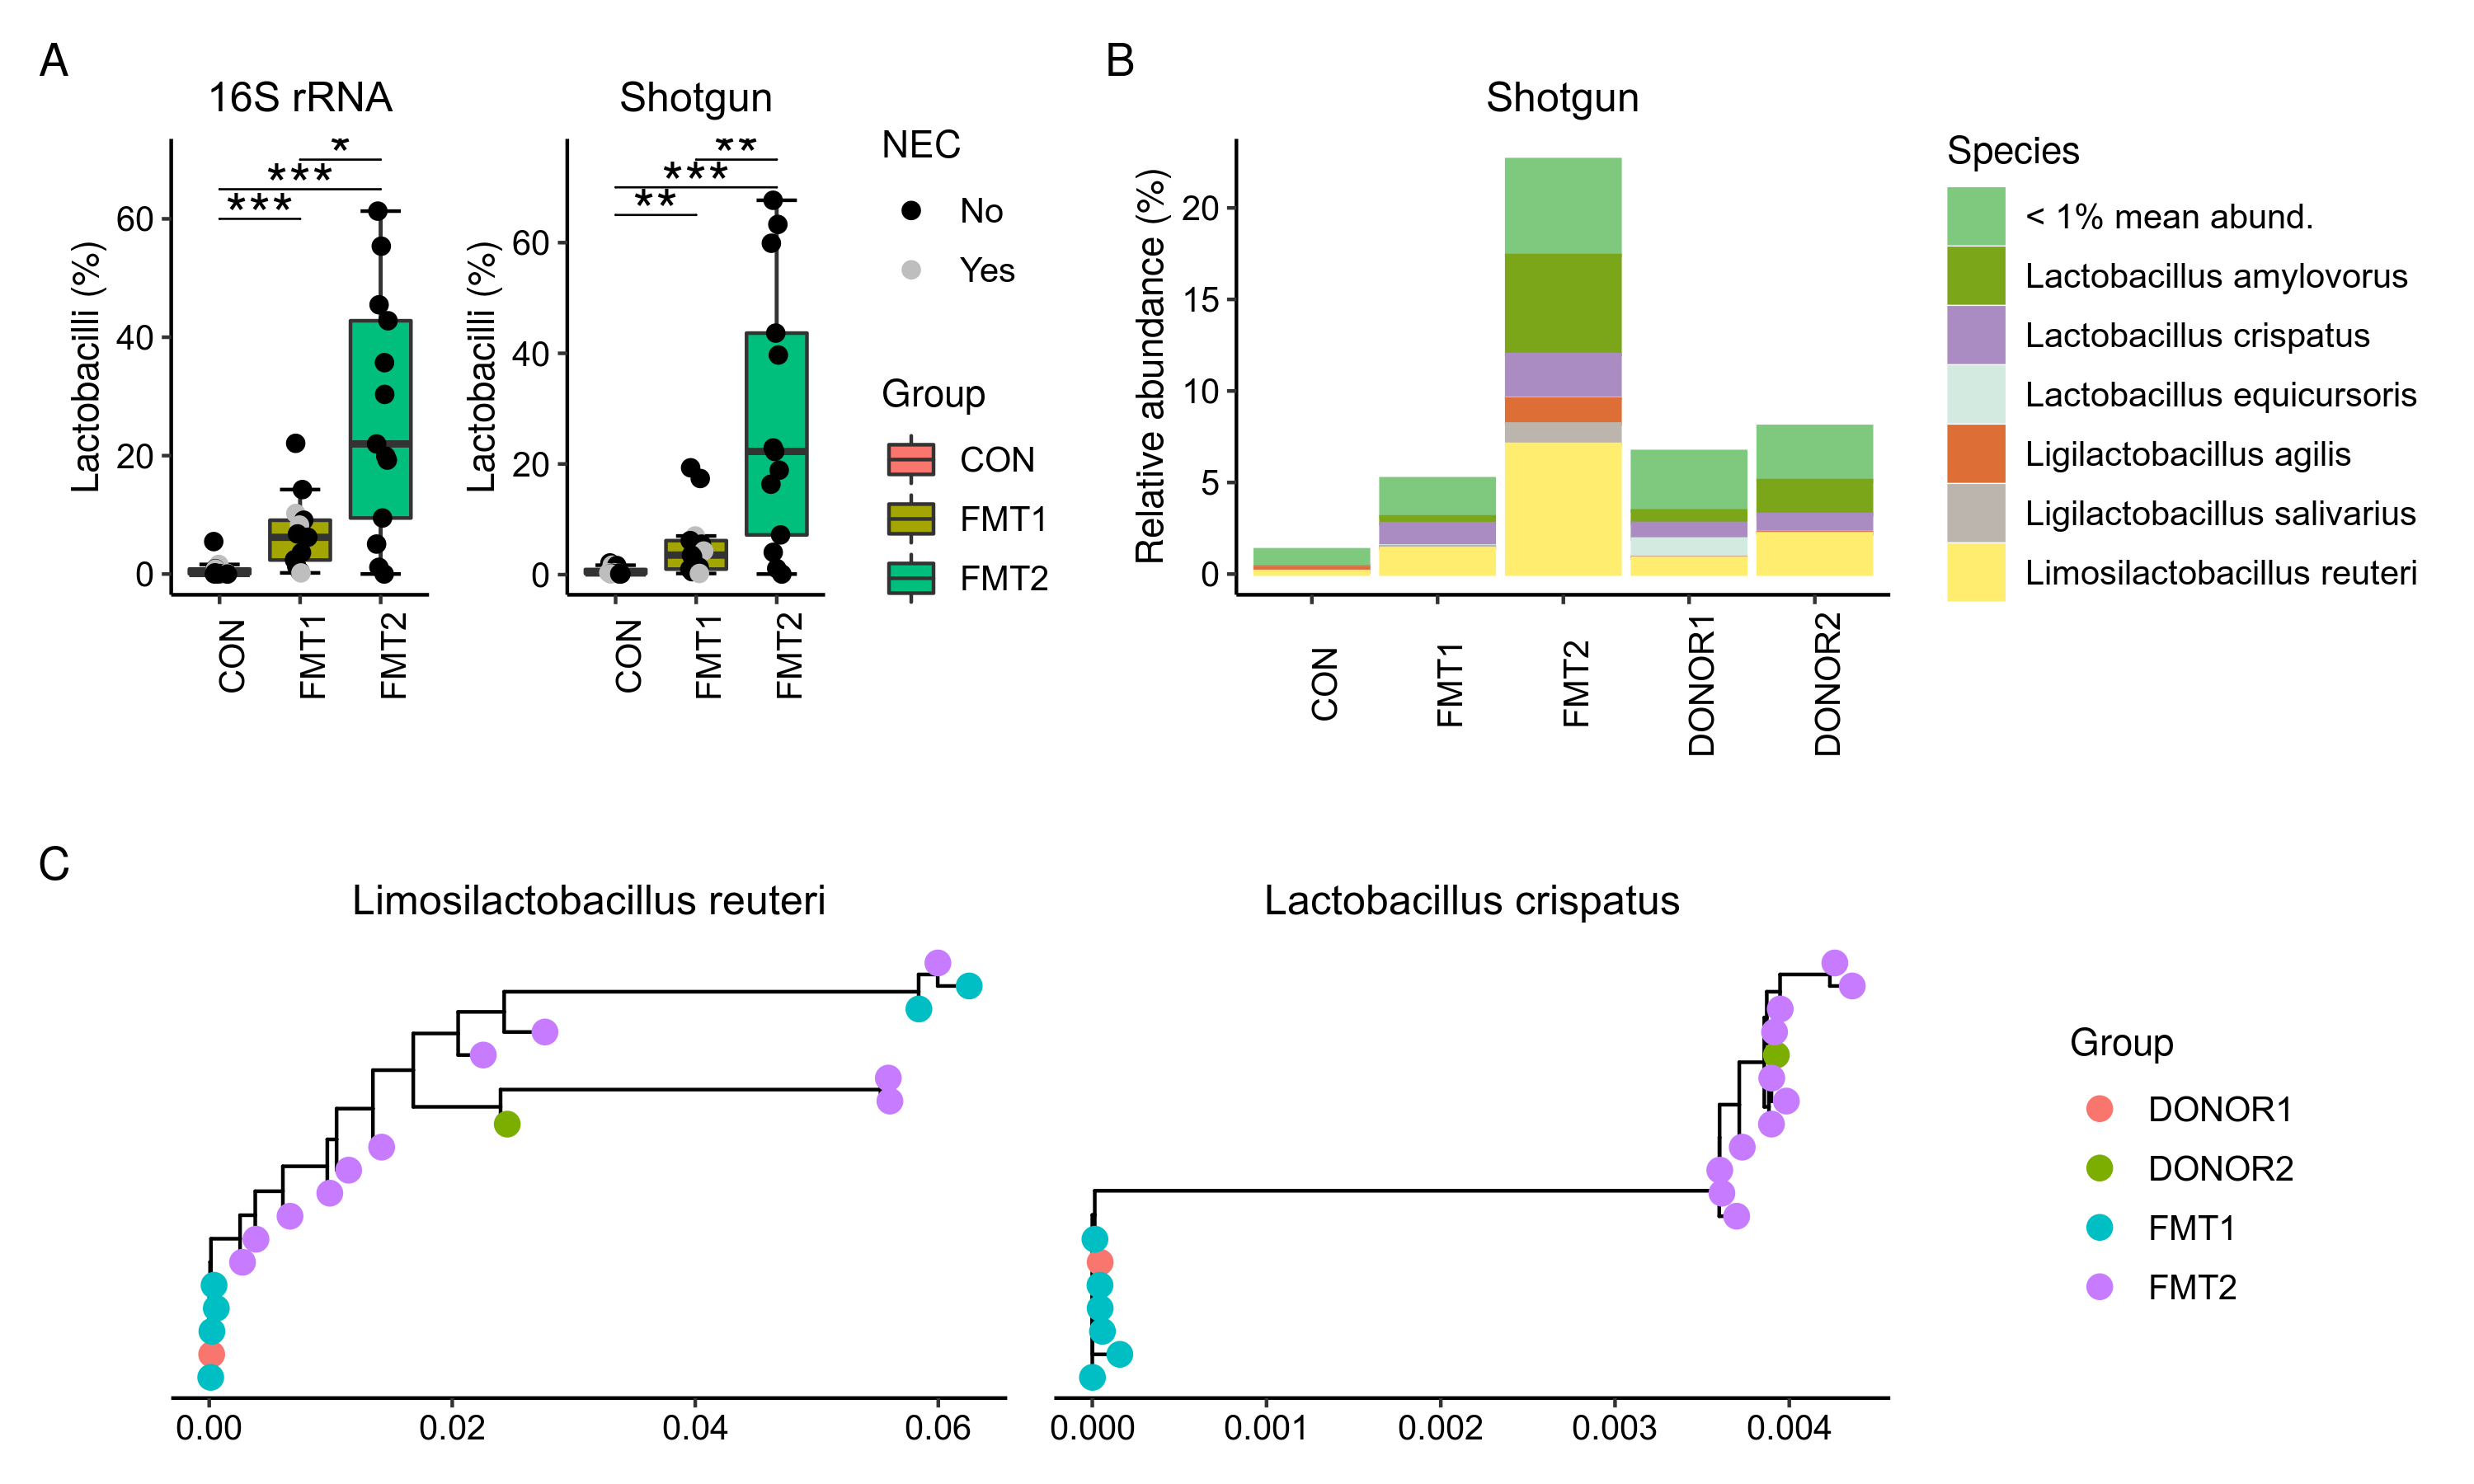 A
16S rRNA
Shotgun
*
***
***
**
***
**
Lactobacilli (%)
60
40
20
0
CON
FMT1
FMT2
Lactobacilli (%)
60
40
20
0
CON
FMT1
FMT2
NEC
No
Yes
Group
CON
FMT1
FMT2
B
Shotgun
Relative abundance (%)
20
15
10
5
0
CON
FMT1
FMT2
DONOR1
DONOR2
Species
< 1% mean abund.
Lactobacillus amylovorus
Lactobacillus crispatus
Lactobacillus equicursoris
Ligilactobacillus agilis
Ligilactobacillus salivarius
Limosilactobacillus reuteri
C
Limosilactobacillus reuteri
0.00 0.02 0.04 0.06
Lactobacillus crispatus
0.000 0.001 0.002 0.003 0.004
Group
DONOR1
DONOR2
FMT1
FMT2